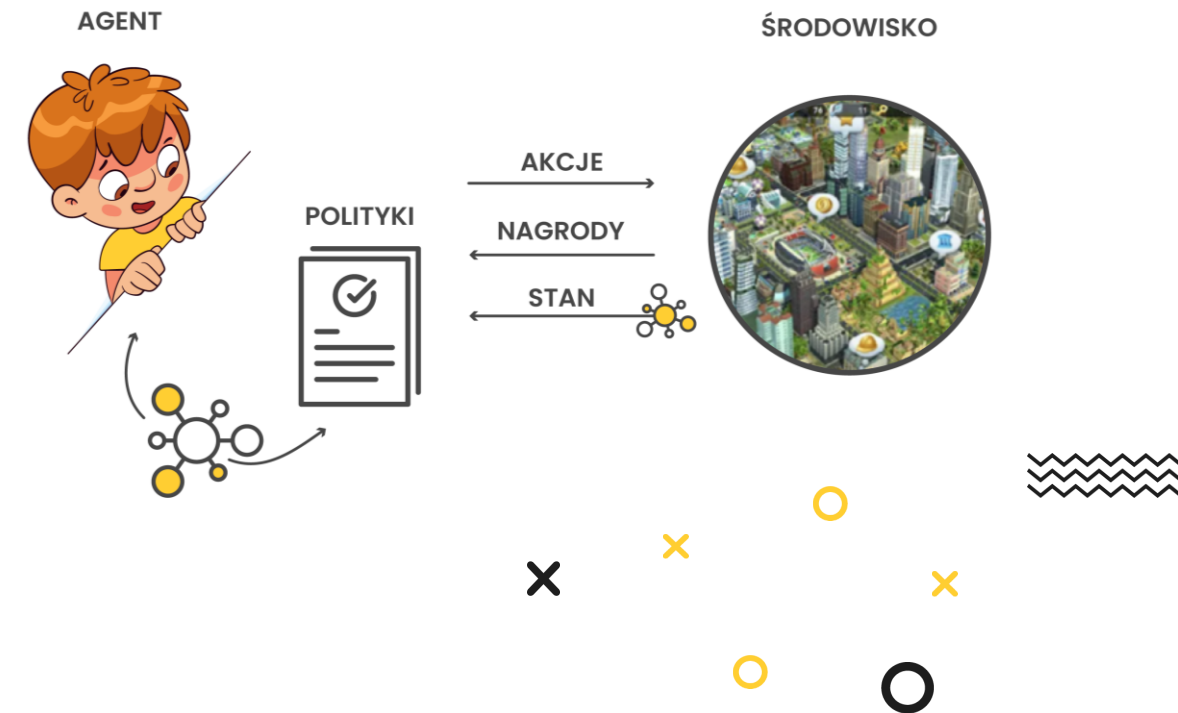 AGENT
ŚRODOWISKO
AKCJE
POLITYKI
NAGRODY
STAN